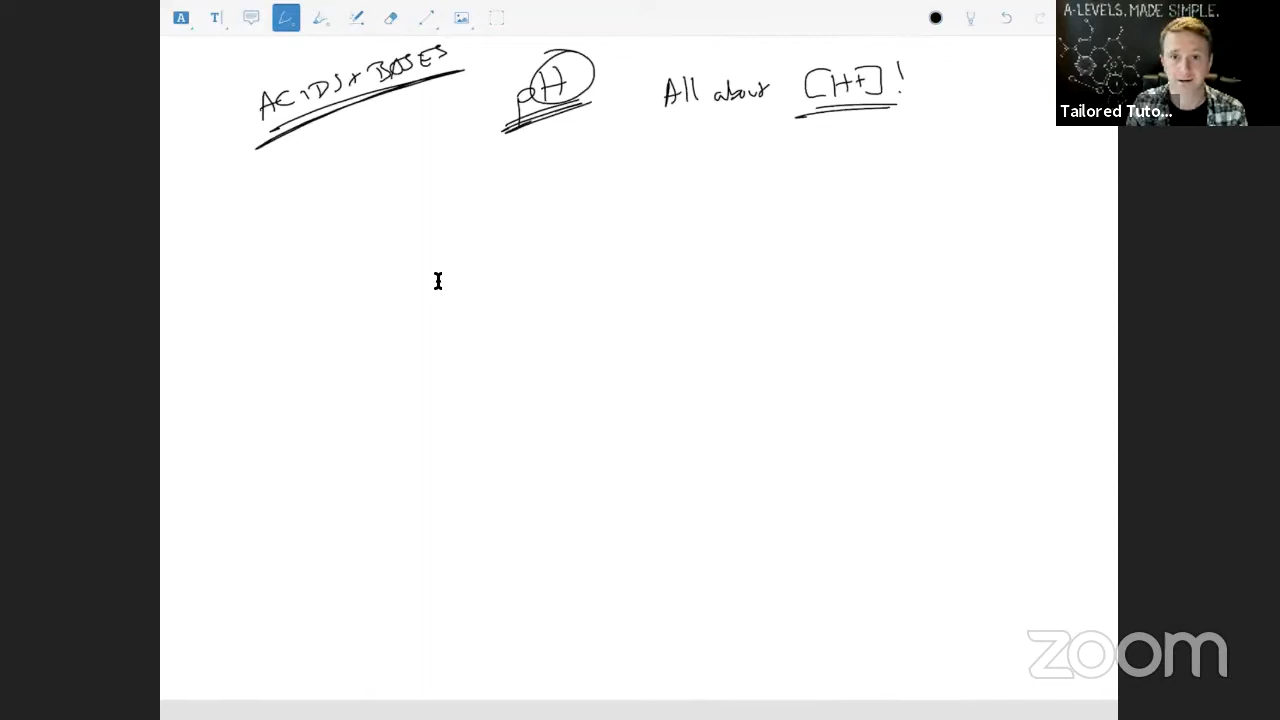 A T
A-LEVELS. MADE SIMPLE.
Tailored Tuto...
ACIDS + BASES pH All about [H+]!
zoom